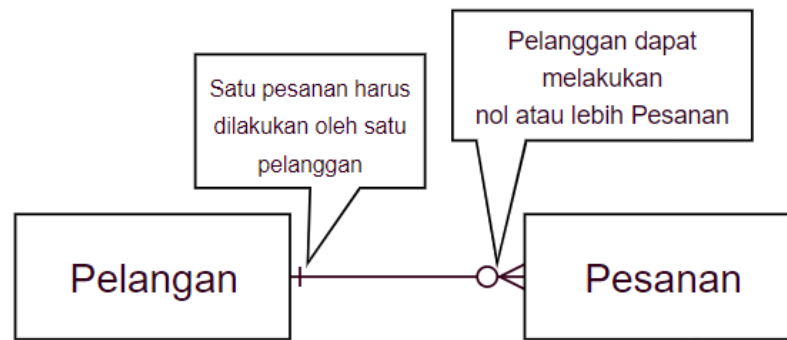 Satu pesanan harus
dilakukan oleh satu
pelanggan
Pelanggan dapat
melakukan
nol atau lebih Pesanan
Pelangan
Pesanan